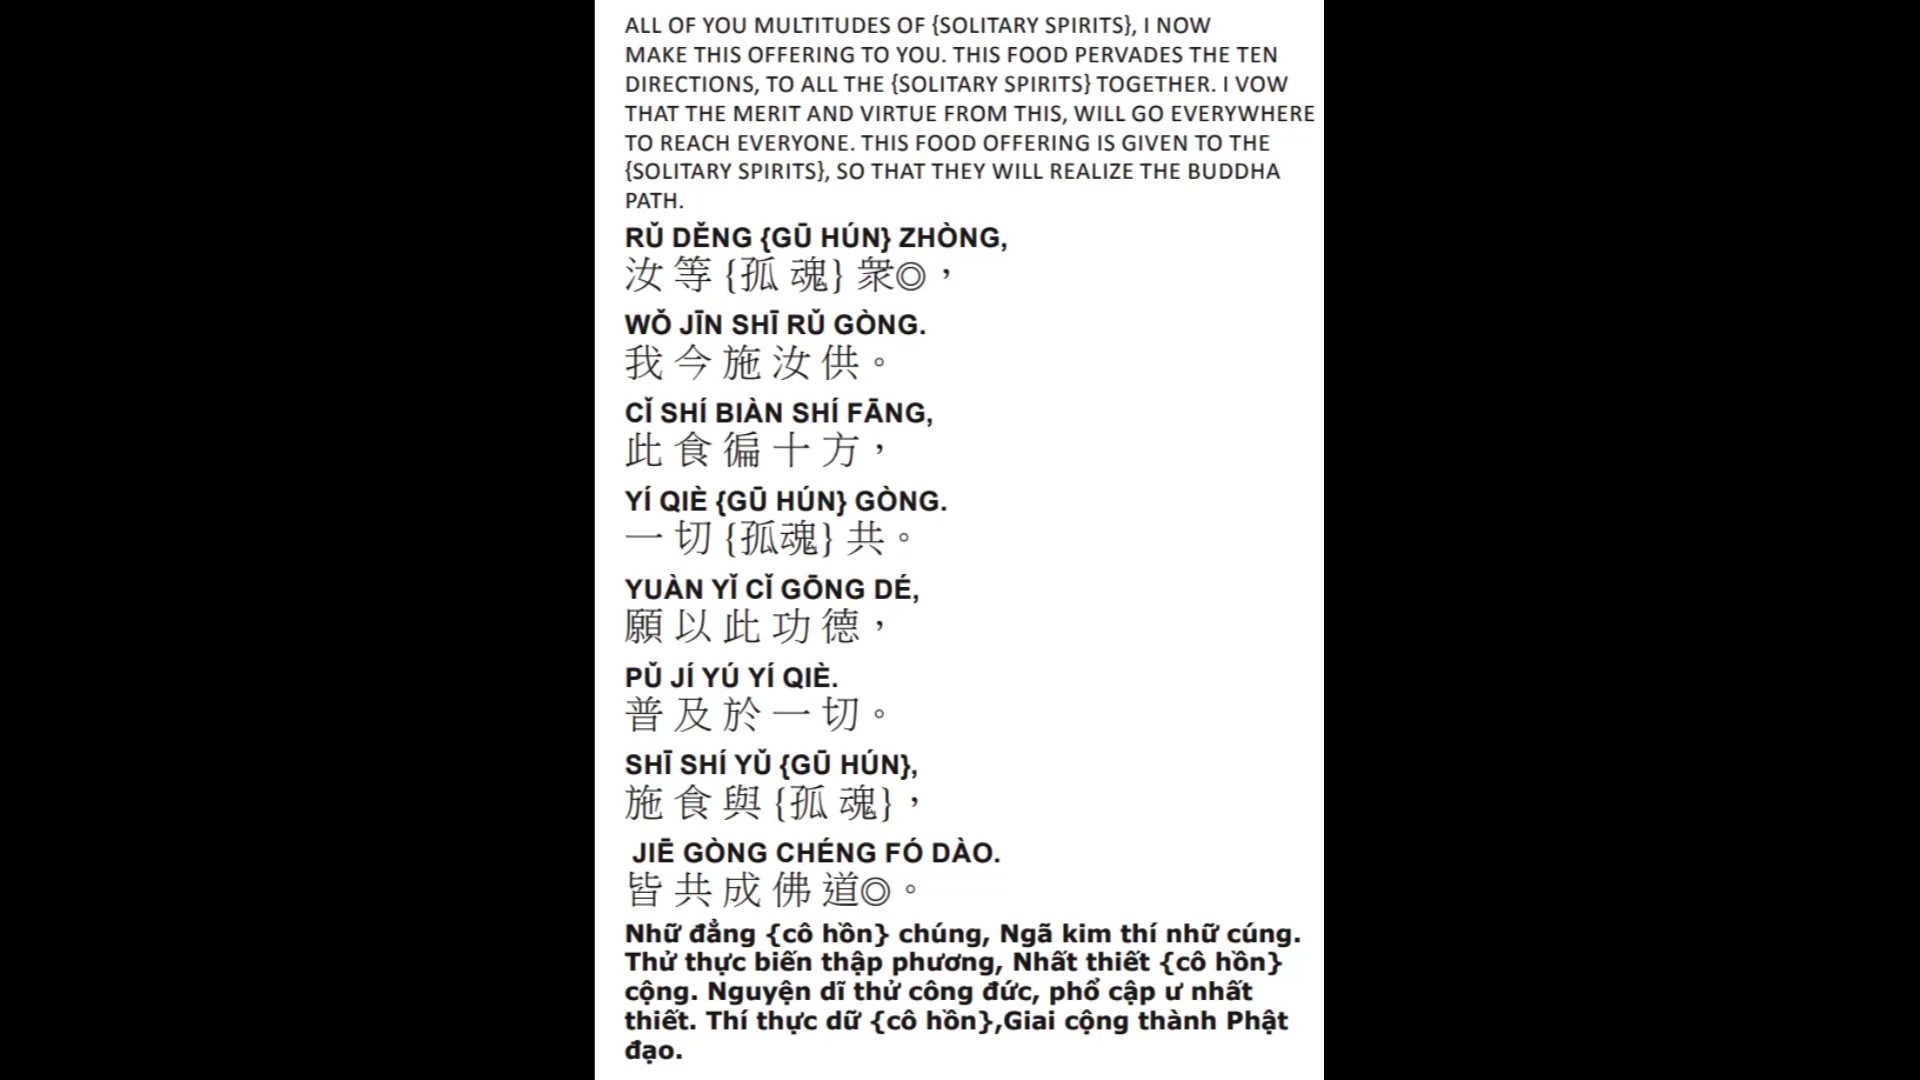 ALL OF YOU MULTITUDES OF {SOLITARY SPIRITS}, I NOW
MAKE THIS OFFERING TO YOU. THIS FOOD PERVADES THE TEN
DIRECTIONS, TO ALL THE {SOLITARY SPIRITS} TOGETHER. I VOW
THAT THE MERIT AND VIRTUE FROM THIS, WILL GO EVERYWHERE
TO REACH EVERYONE. THIS FOOD OFFERING IS GIVEN TO THE
{SOLITARY SPIRITS}, SO THAT THEY WILL REALIZE THE BUDDHA
PATH.
RǓ DĚNG {GŪ HÚN} ZHÒNG,
汝 等 {孤 魂} 衆◎，
WǑ JĪN SHĪ RǓ GÒNG.
我 今 施 汝 供。
CǏ SHÍ BIÀN SHÍ FĀNG,
此 食 徧 十 方，
YÍ QIÈ {GŪ HÚN} GÒNG.
一 切 {孤魂} 共。
YUÀN YǏ CǏ GŌNG DÉ,
願 以 此 功 德，
PǓ JÍ YÚ YÍ QIÈ.
普 及 於 一 切。
SHĪ SHÍ YǓ {GŪ HÚN},
施 食 與 {孤 魂}，
JIĒ GÒNG CHÉNG FÓ DÀO.
皆 共 成 佛 道◎。
Nhữ đẳng {cô hồn} chúng, Ngã kim thí nhữ cúng.
Thử thực biến thập phương, Nhất thiết {cô hồn}
cộng. Nguyện dĩ thử công đức, phổ cập ư nhất
thiết. Thí thực dữ {cô hồn},Giai cộng thành Phật
đạo.